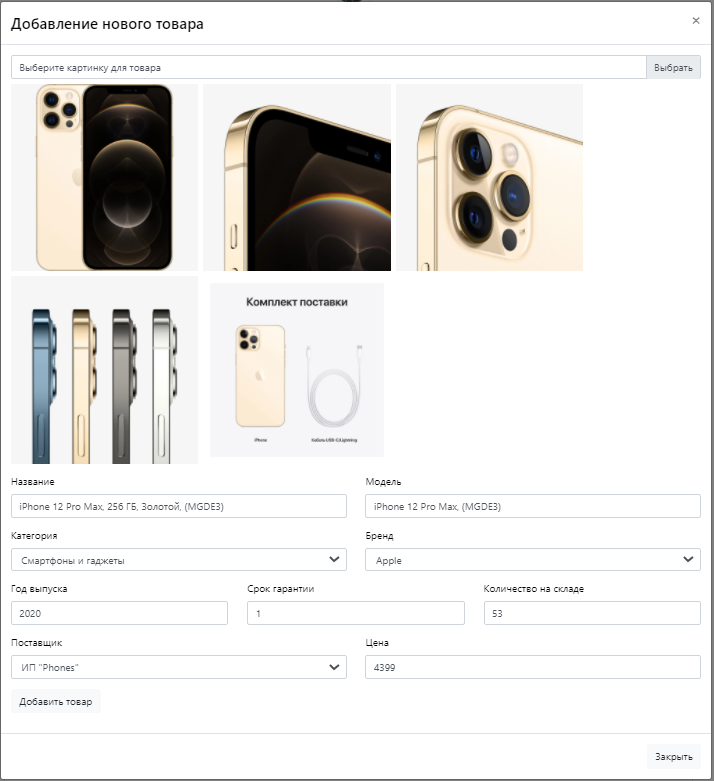 Добавление нового товара
×
Выберите картинку для товара Выбрать
Комплект поставки
iPhone Кабель USB-C/Lightning
Название Модель
iPhone 12 Pro Max, 256 ГБ, Золотой, (MGDE3) iPhone 12 Pro Max, (MGDE3)
Категория Бренд
Смартфоны и гаджеты Apple
Год выпуска Срок гарантии Количество на складе
2020 1 53
Поставщик Цена
ИП "Phones" 4399
Добавить товар
Закрыть